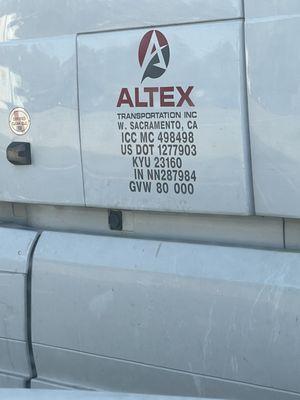 ALTEX
TRANSPORTATION INC
W. SACRAMENTO, CA
ICC MC 498498
US DOT 1277903
KYU 23160
IN NN287984
GVW 80 000